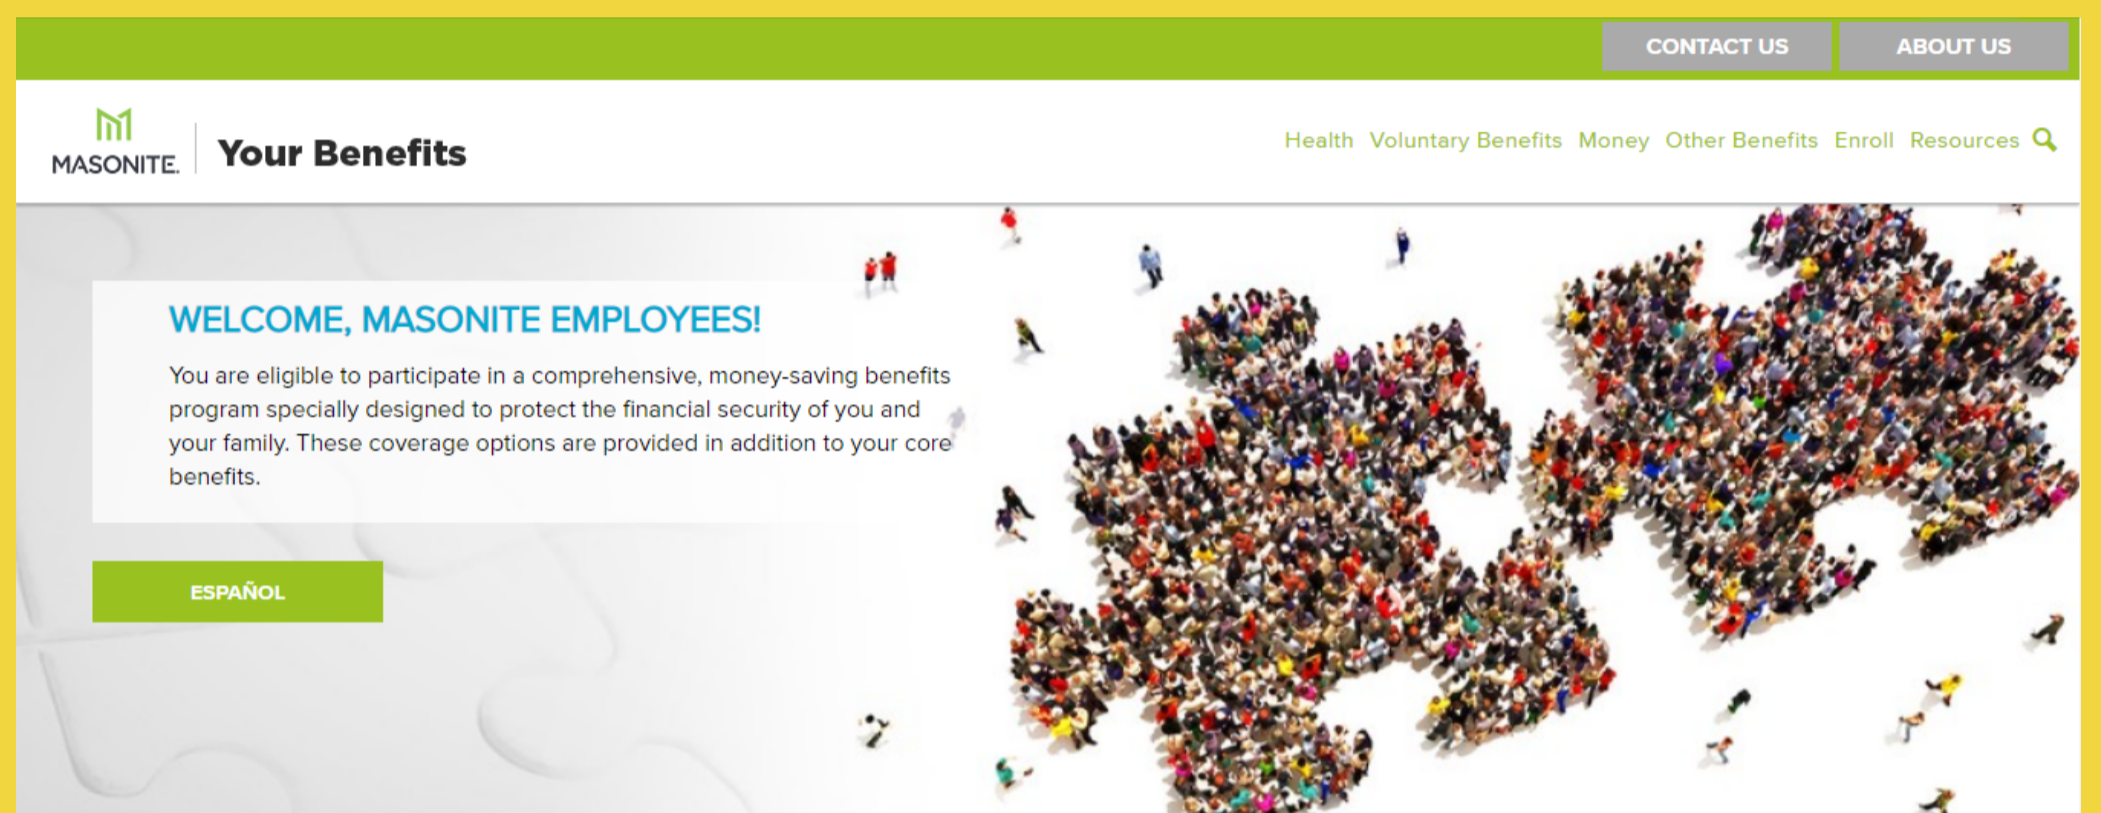 CONTACT US
ABOUT US
MASONITE.
Your Benefits
Health Voluntary Benefits Money Other Benefits Enroll Resources
WELCOME, MASONITE EMPLOYEES!
You are eligible to participate in a comprehensive, money-saving benefits
program specially designed to protect the financial security of you and
your family. These coverage options are provided in addition to your core
benefits.
ESPAÑOL